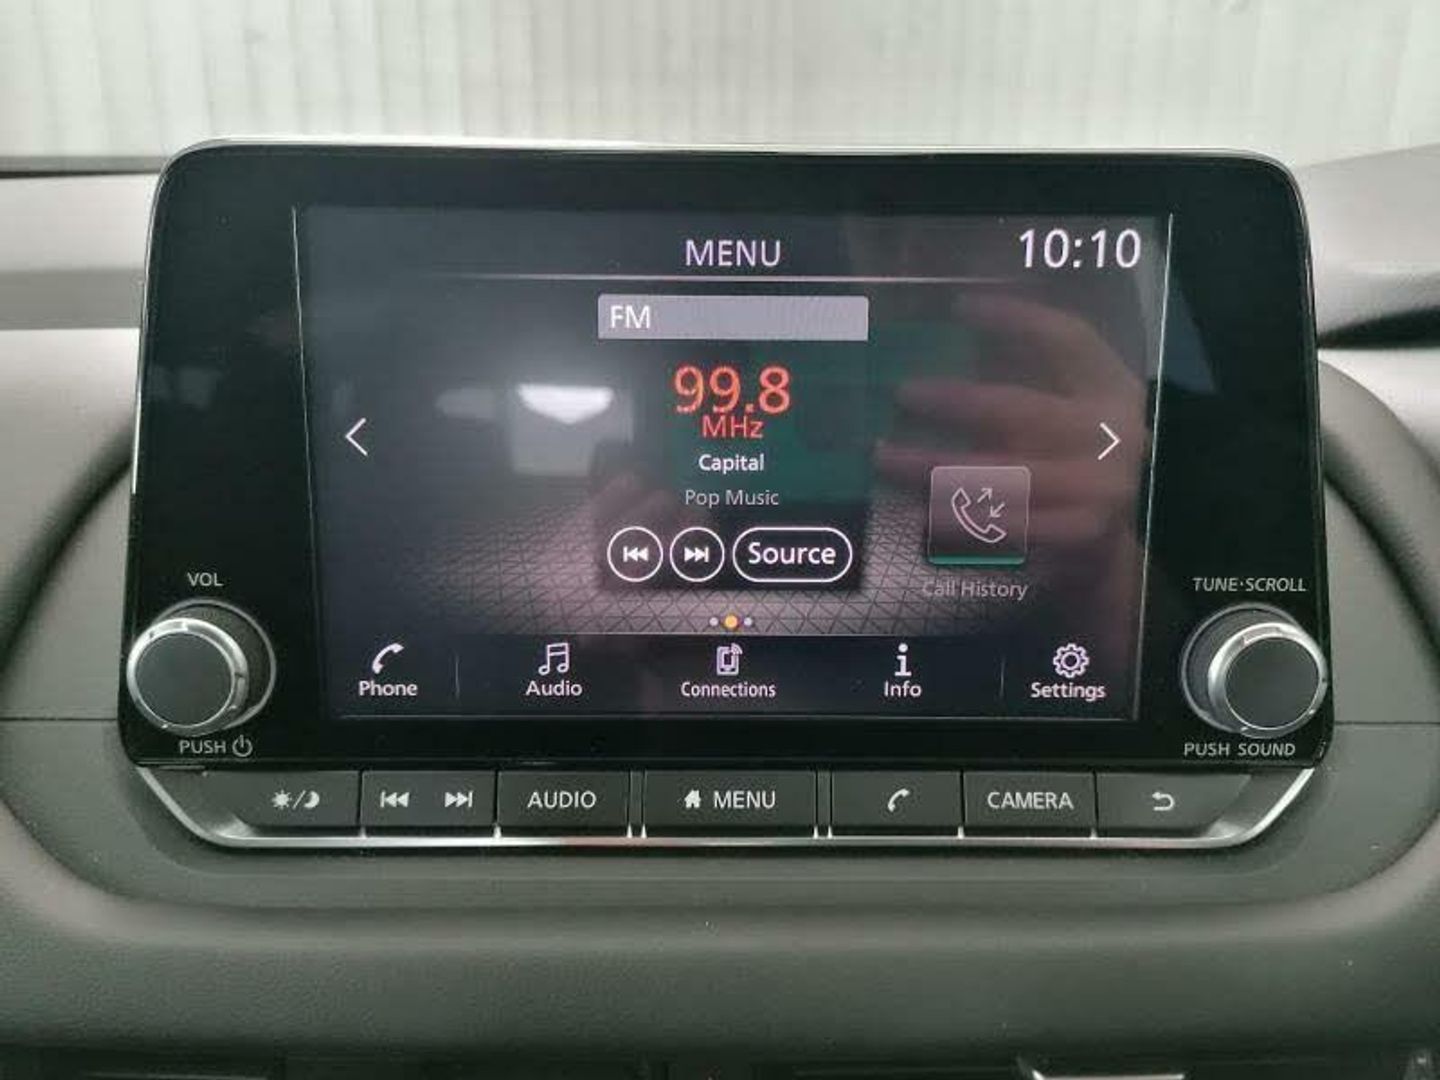 MENU
10:10
FM
99.8
MHz
Capital
Pop Music
Source
Call History
Phone
Audio
Connections
Info
Settings
VOL
PUSH
TUNE·SCROLL
PUSH SOUND
AUDIO
MENU
CAMERA